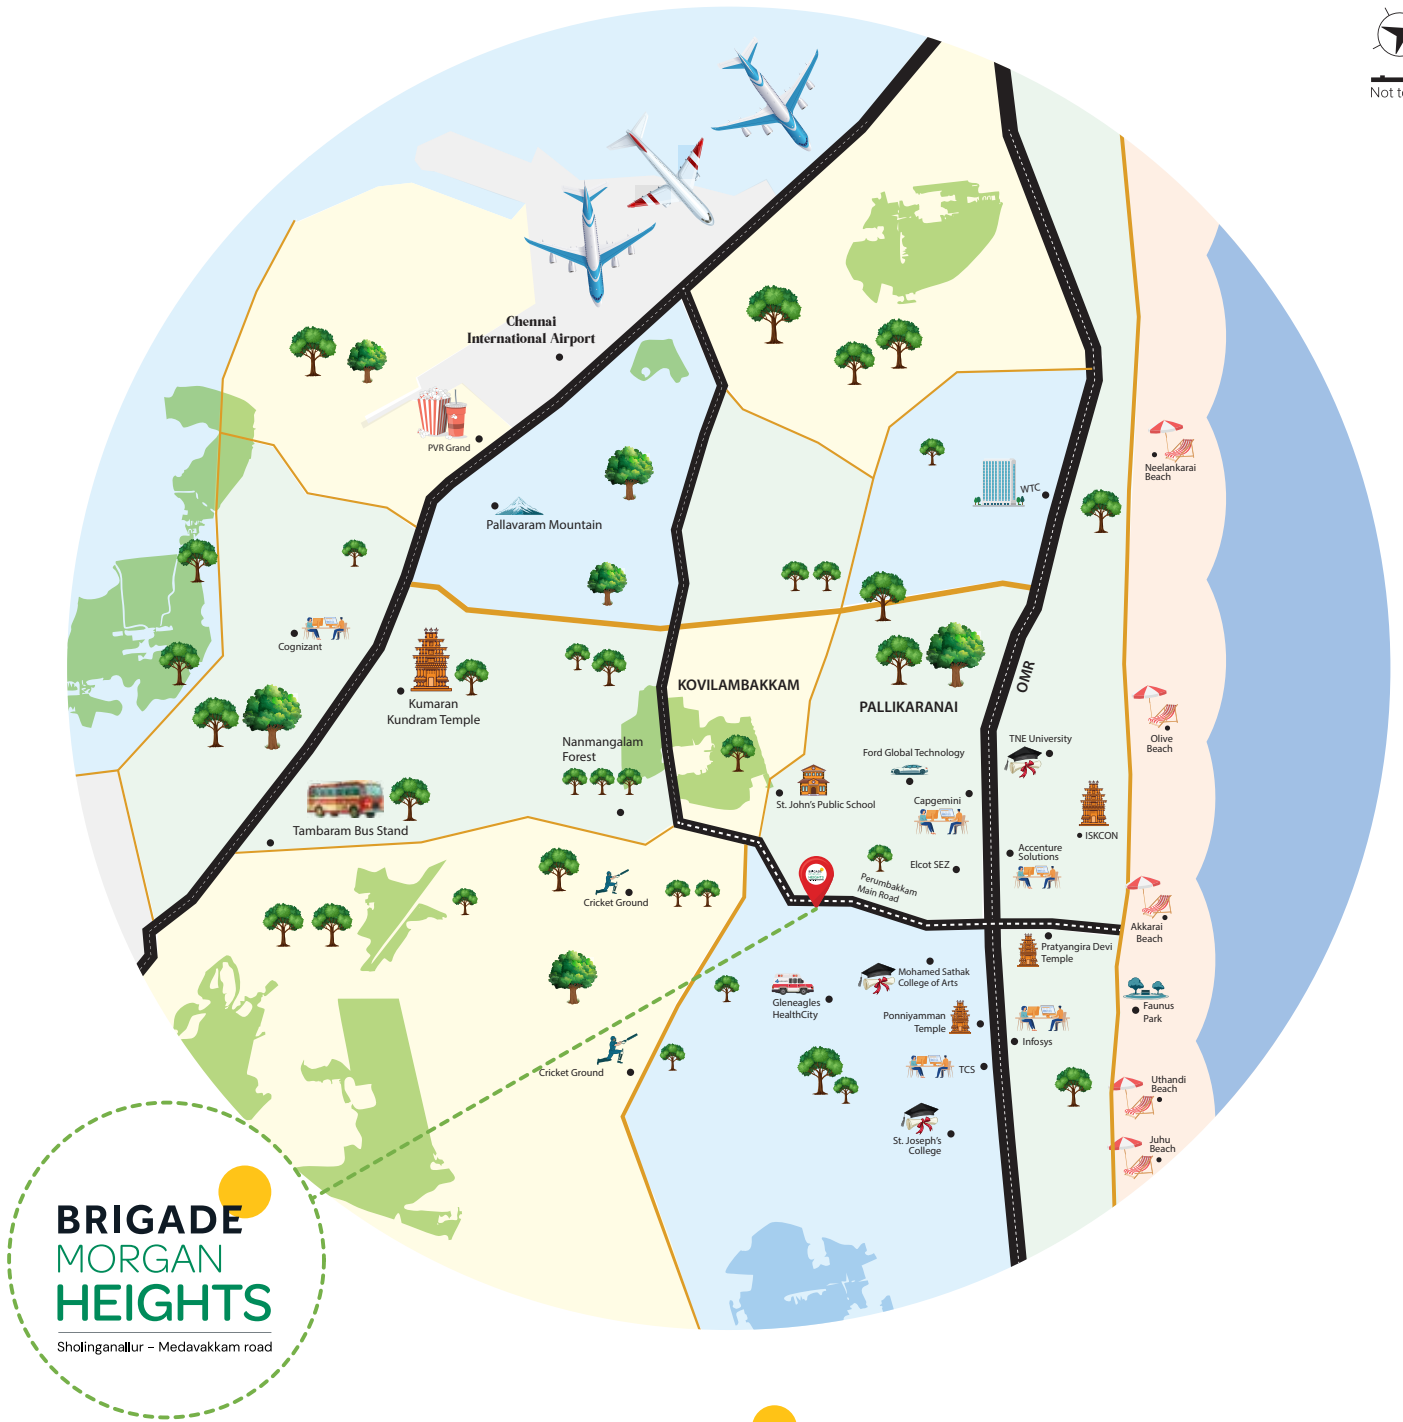 Not to
Chennai
International Airport
PVR Grand
Neelankarai
Beach
WTC
Pallavaram Mountain
Cognizant
OMR
KOVILAMBAKKAM
Kumaran
Kundram Temple
PALLIKARANAI
Nanmangalam
Forest
TNE University
Olive
Beach
Ford Global Technology
St. John's Public School
Capgemini
Tambaram Bus Stand
ISKCON
Accenture
Solutions
Elcot SEZ
Perumbakkam
Main Road
Cricket Ground
Akkarai
Beach
Pratyangira Devi
Temple
Mohamed Sathak
College of Arts
Gleneagles
HealthCity
Ponniyamman
Temple
Faunus
Park
Infosys
Cricket Ground
TCS
Uthandi
Beach
St. Joseph's
College
Juhu
Beach
BRIGADE
MORGAN
HEIGHTS
Sholinganallur – Medavakkam road